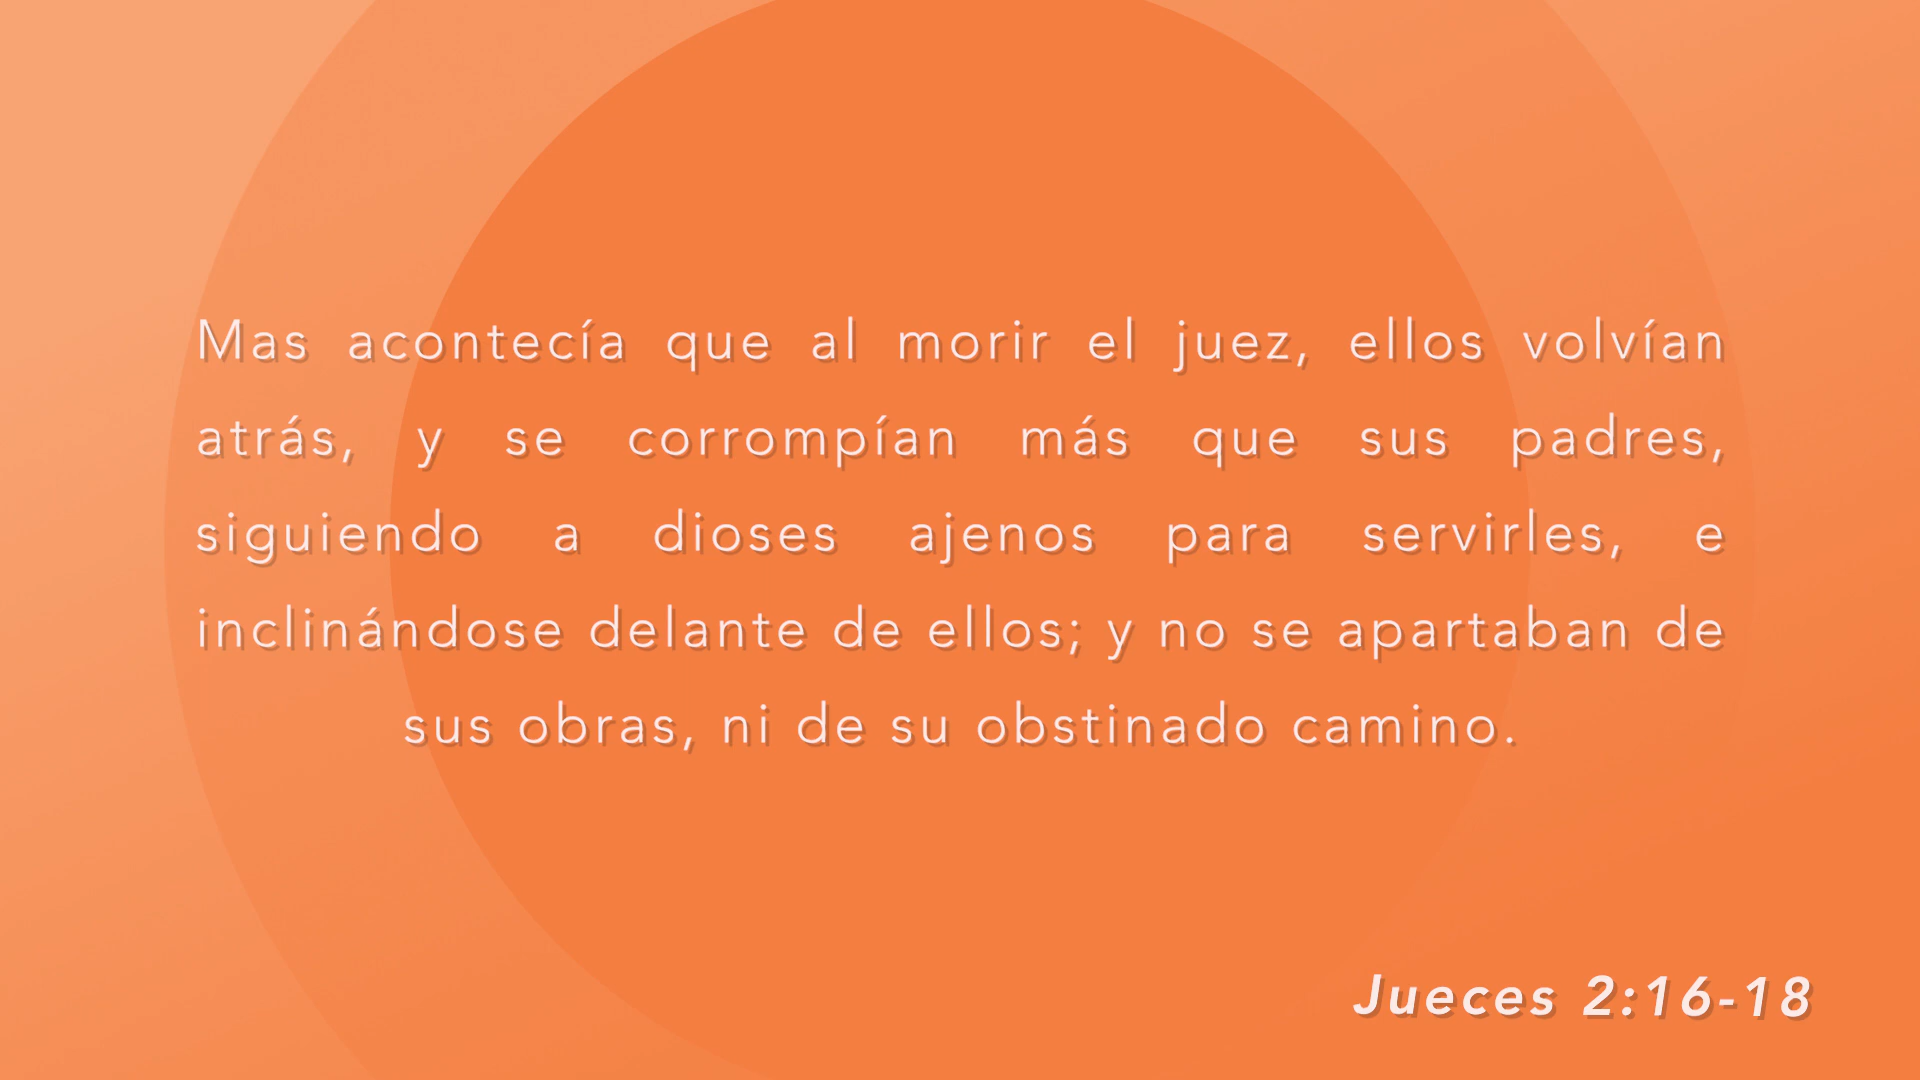 Mas acontecía que al morir el juez, ellos volvían
atrás, y se corrompían más que sus padres,
siguiendo a dioses ajenos para servirles, e
inclinándose delante de ellos; y no se apartaban de
sus obras, ni de su obstinado camino.
Jueces 2:16-18